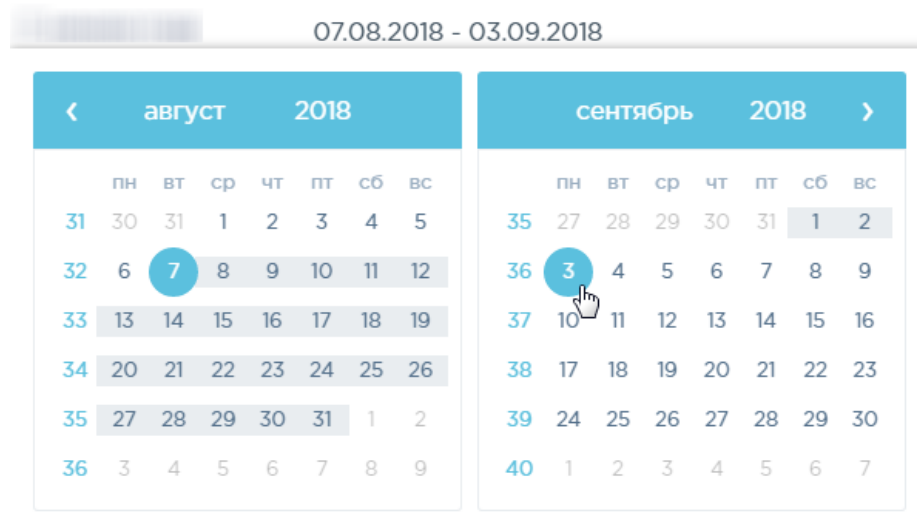 07.08.2018 - 03.09.2018
август 2018
пн вт ср чт пт сб вс
31 30 31 1 2 3 4 5
32 6 7 8 9 10 11 12
33 13 14 15 16 17 18 19
34 20 21 22 23 24 25 26
35 27 28 29 30 31 1 2
36 3 4 5 6 7 8 9
сентябрь 2018
пн вт ср чт пт сб вс
35 27 28 29 30 31 1 2
36 3 4 5 6 7 8 9
37 10 11 12 13 14 15 16
38 17 18 19 20 21 22 23
39 24 25 26 27 28 29 30
40 1 2 3 4 5 6 7